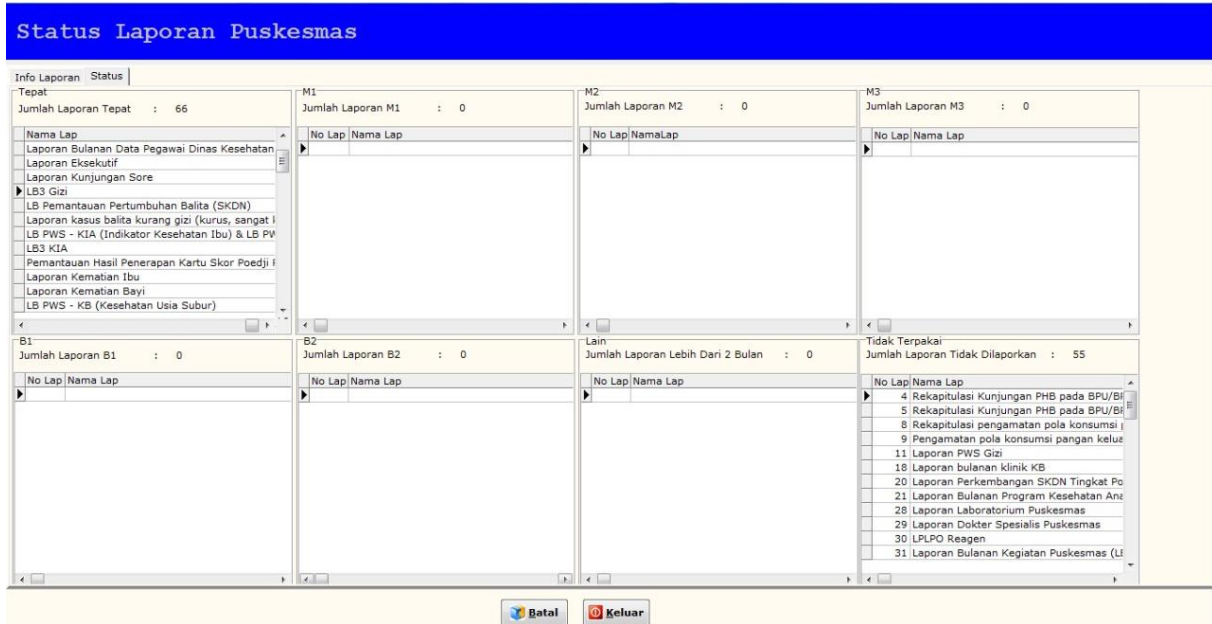 Status Laporan Puskesmas
Info Laporan Status
Tepat
Jumlah Laporan Tepat : 66
Nama Lap
Laporan Bulanan Data Pegawai Dinas Kesehatan
Laporan Eksekutif
Laporan Kunjungan Sore
LB3 Gizi
LB Pemantauan Pertumbuhan Balita (SKDN)
Laporan kasus balita kurang gizi (kurus, sangat
LB PWS - KIA (Indikator Kesehatan Ibu) & LB PW
LB3 KIA
Pemantauan Hasil Penerapan Kartu Skor Poedji
Laporan Kematian Ibu
Laporan Kematian Bayi
LB PWS - KB (Kesehatan Usia Subur)
M1
Jumlah Laporan M1 : 0
No Lap Nama Lap
M2
Jumlah Laporan M2 : 0
No Lap NamaLap
M3
Jumlah Laporan M3 : 0
No Lap Nama Lap
B1
Jumlah Laporan B1 : 0
No Lap Nama Lap
B2
Jumlah Laporan B2 : 0
No Lap Nama Lap
Lain
Jumlah Laporan Lebih Dari 2 Bulan : 0
No Lap Nama Lap
Tidak Terpakai
Jumlah Laporan Tidak Dilaporkan : 55
No Lap Nama Lap
4 Rekapitulasi Kunjungan PHB pada BPU/BP
5 Rekapitulasi Kunjungan PHB pada BPU/BP
8 Rekapitulasi pengamatan pola konsumsi
9 Pengamatan pola konsumsi pangan kelua
11 Laporan PWS Gizi
18 Laporan bulanan klinik KB
20 Laporan Perkembangan SKDN Tingkat Po
21 Laporan Bulanan Program Kesehatan Ana
28 Laporan Laboratorium Puskesmas
29 Laporan Dokter Spesialis Puskesmas
30 LPLPO Reagen
31 Laporan Bulanan Kegiatan Puskesmas (LB
Batal
Keluar